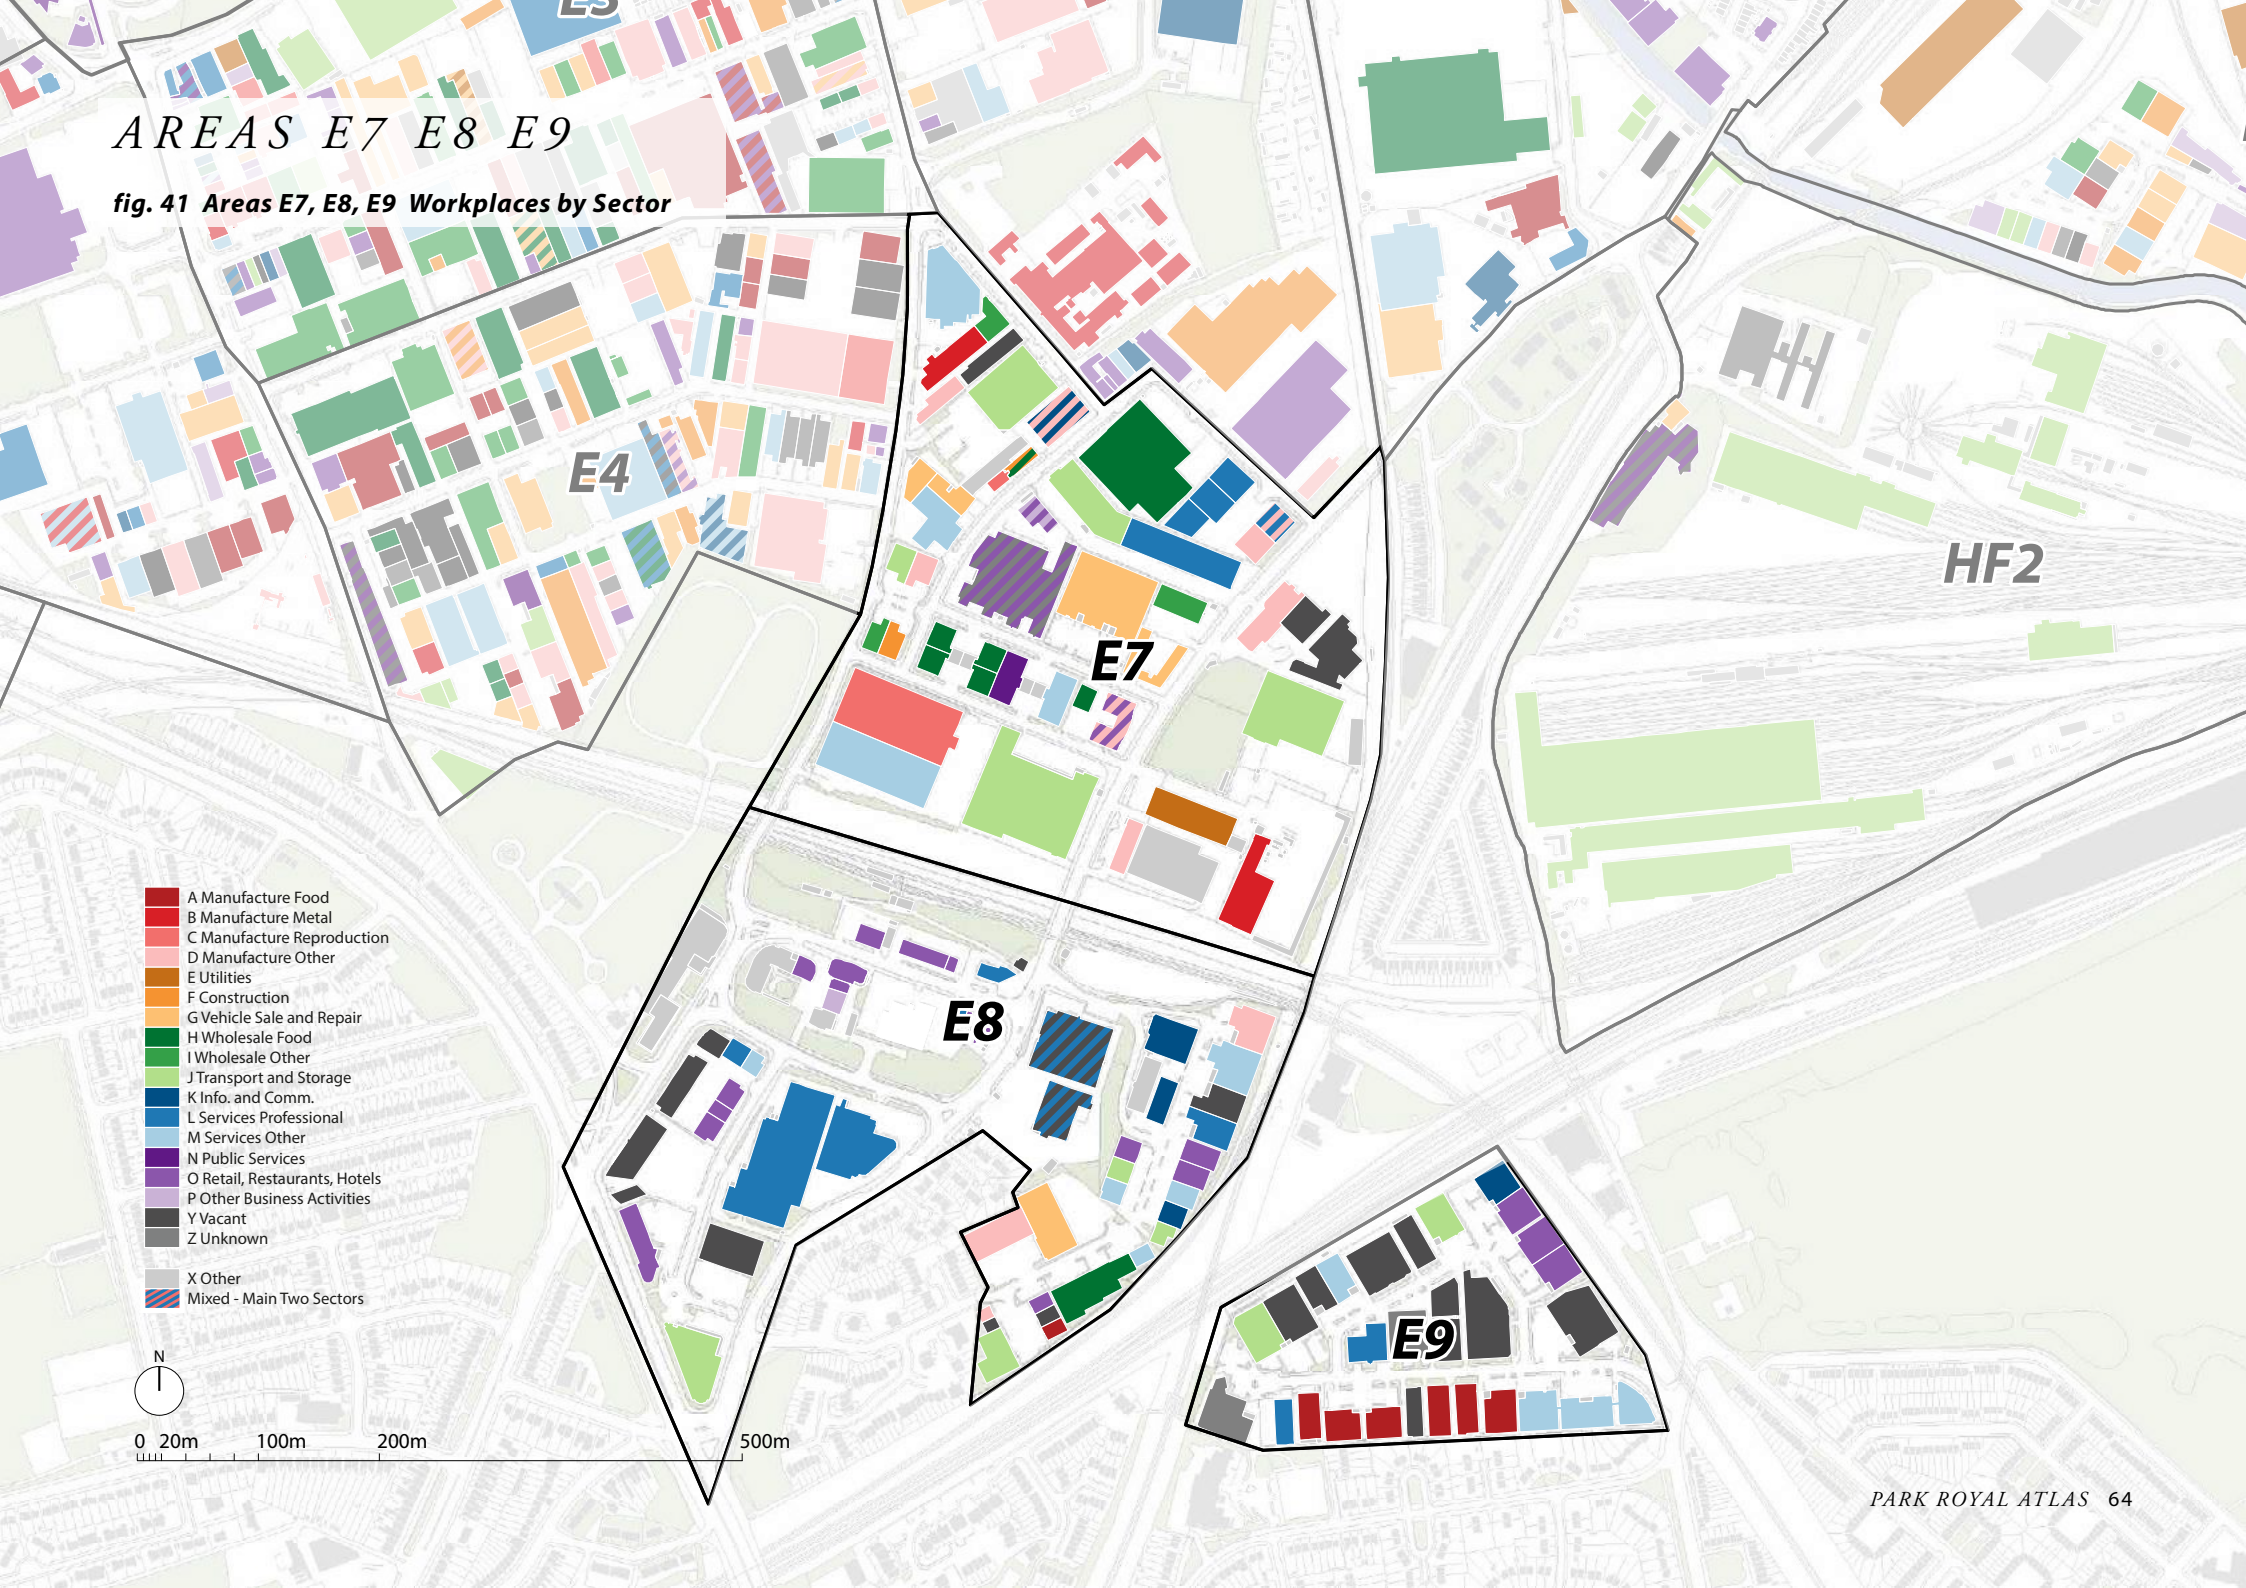 E3
AREAS E7 E8 E9
fig. 41 Areas E7, E8, E9 Workplaces by Sector
E4
HF2
E7
E8
E9
A Manufacture Food
B Manufacture Metal
C Manufacture Reproduction
D Manufacture Other
E Utilities
F Construction
G Vehicle Sale and Repair
H Wholesale Food
I Wholesale Other
J Transport and Storage
K Info. and Comm.
L Services Professional
M Services Other
N Public Services
O Retail, Restaurants, Hotels
P Other Business Activities
Y Vacant
Z Unknown
X Other
Mixed - Main Two Sectors
N
0 20m 100m 200m 500m
PARK ROYAL ATLAS 64